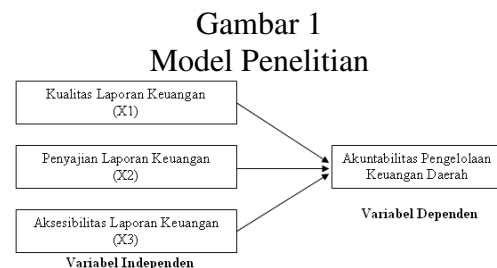 Gambar 1
Model Penelitian
Kualitas Laporan Keuangan
(X1)
Penyajian Laporan Keuangan
(X2)
Aksesibilitas Laporan Keuangan
(X3)
Variabel Independen
Akuntabilitas Pengelolaan
Keuangan Daerah
Variabel Dependen